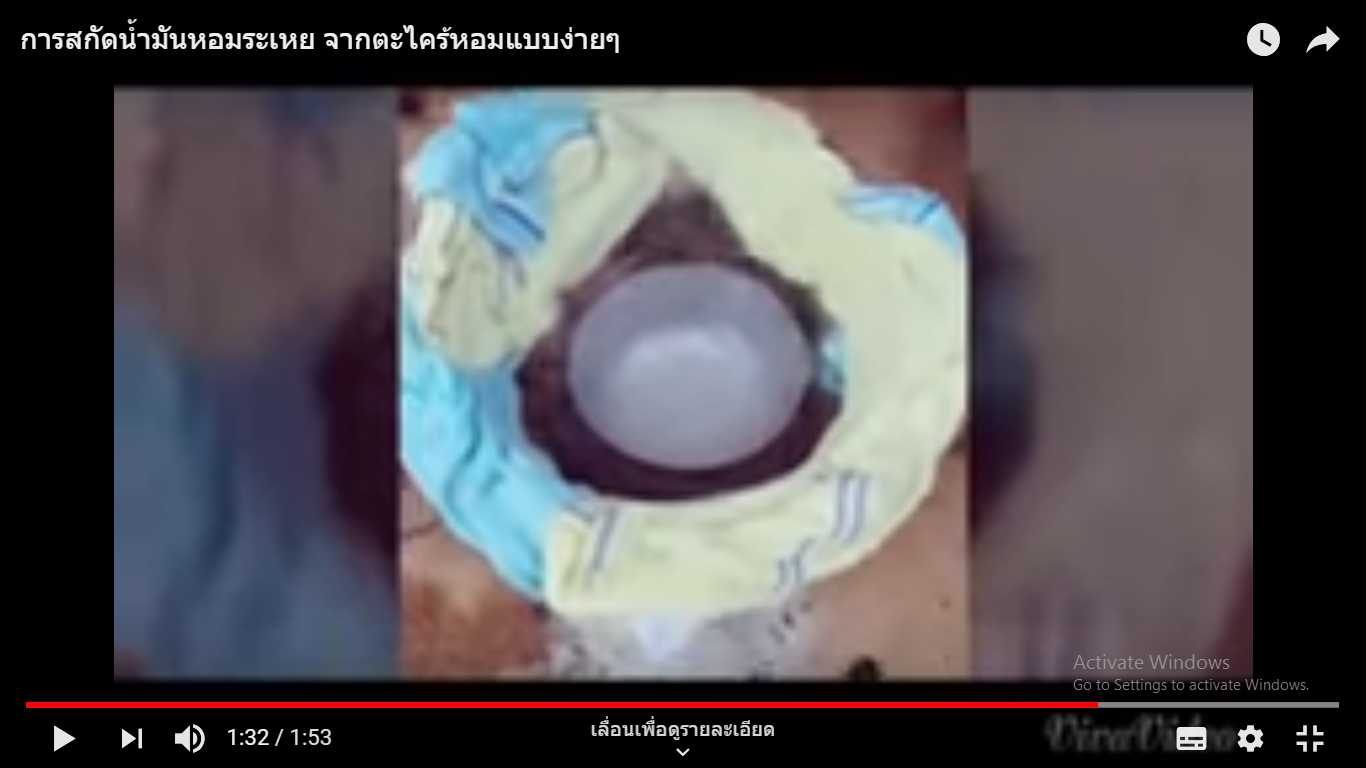 การสกัดน้ำมันหอมระเหย จากตะไคร้หอมแบบง่ายๆ
Activate Windows
Go to Settings to activate Windows.
1:32 / 1:53
เลื่อนเพื่อดูรายละเอียด
VivaVideo